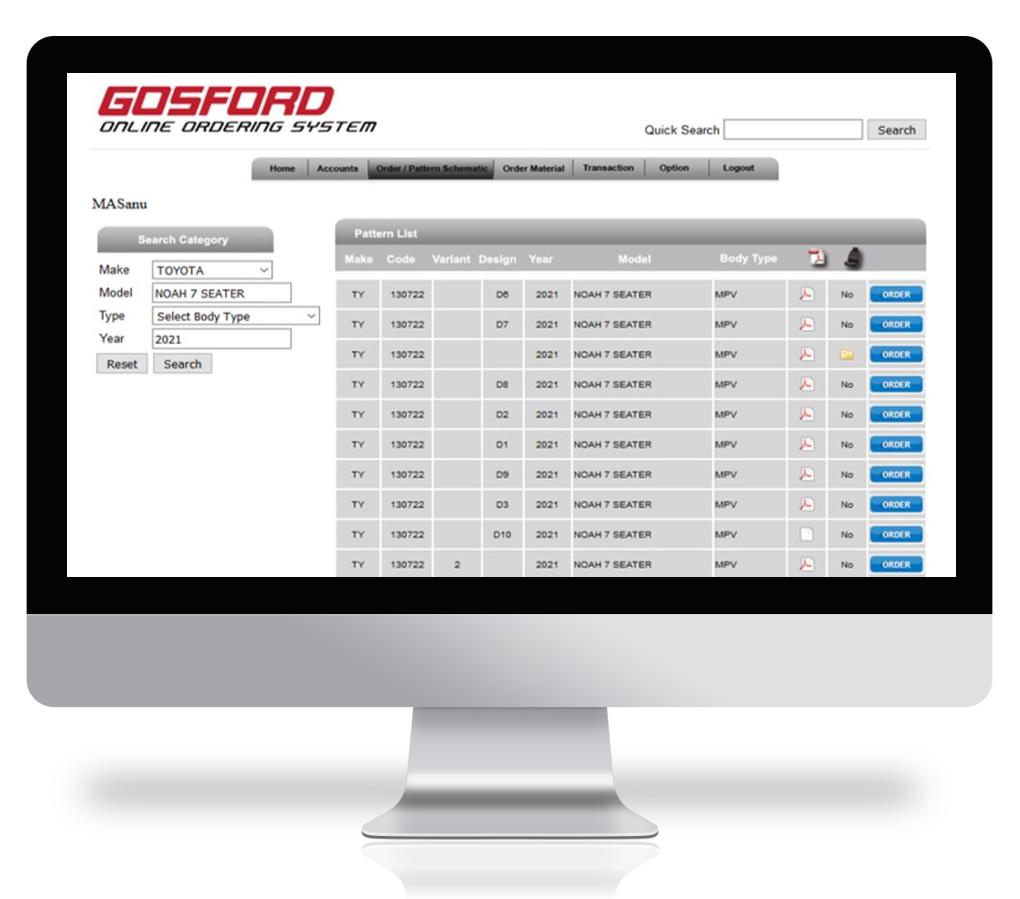 GOSFORD
ONLINE ORDERING SYSTEM
Quick Search Search
Home Accounts Order / Pattern Schematic Order Material Transaction Option Logout
MASanu
Search Category
Make TOYOTA
Model NOAH 7 SEATER
Type Select Body Type
Year 2021
Reset Search
Pattern List
Make Code Variant Design Year Model Body Type
TY 130722 D6 2021 NOAH 7 SEATER MPV No ORDER
TY 130722 D7 2021 NOAH 7 SEATER MPV No ORDER
TY 130722 2021 NOAH 7 SEATER MPV ORDER
TY 130722 D8 2021 NOAH 7 SEATER MPV No ORDER
TY 130722 D2 2021 NOAH 7 SEATER MPV No ORDER
TY 130722 D1 2021 NOAH 7 SEATER MPV No ORDER
TY 130722 D9 2021 NOAH 7 SEATER MPV No ORDER
TY 130722 D3 2021 NOAH 7 SEATER MPV No ORDER
TY 130722 D10 2021 NOAH 7 SEATER MPV No ORDER
TY 130722 2 2021 NOAH 7 SEATER MPV No ORDER